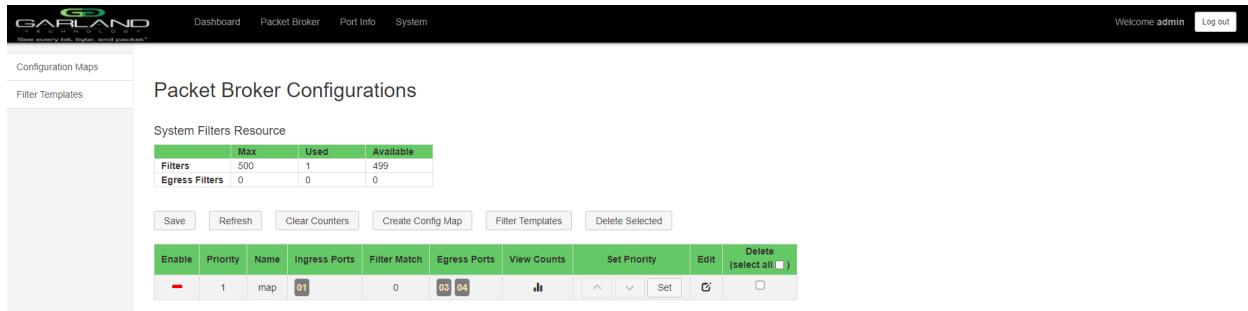 GARLAND
TECHNOLOGY
See every bit, byte, and packet®
Dashboard Packet Broker Port Info System
Welcome admin Log out
Configuration Maps
Filter Templates
Packet Broker Configurations
System Filters Resource
Max Used Available
Filters 500 1 499
Egress Filters 0 0 0
Save Refresh Clear Counters Create Config Map Filter Templates Delete Selected
Enable Priority Name Ingress Ports Filter Match Egress Ports View Counts Set Priority Edit Delete
(select all )
1 map 01 0 03 04 Set